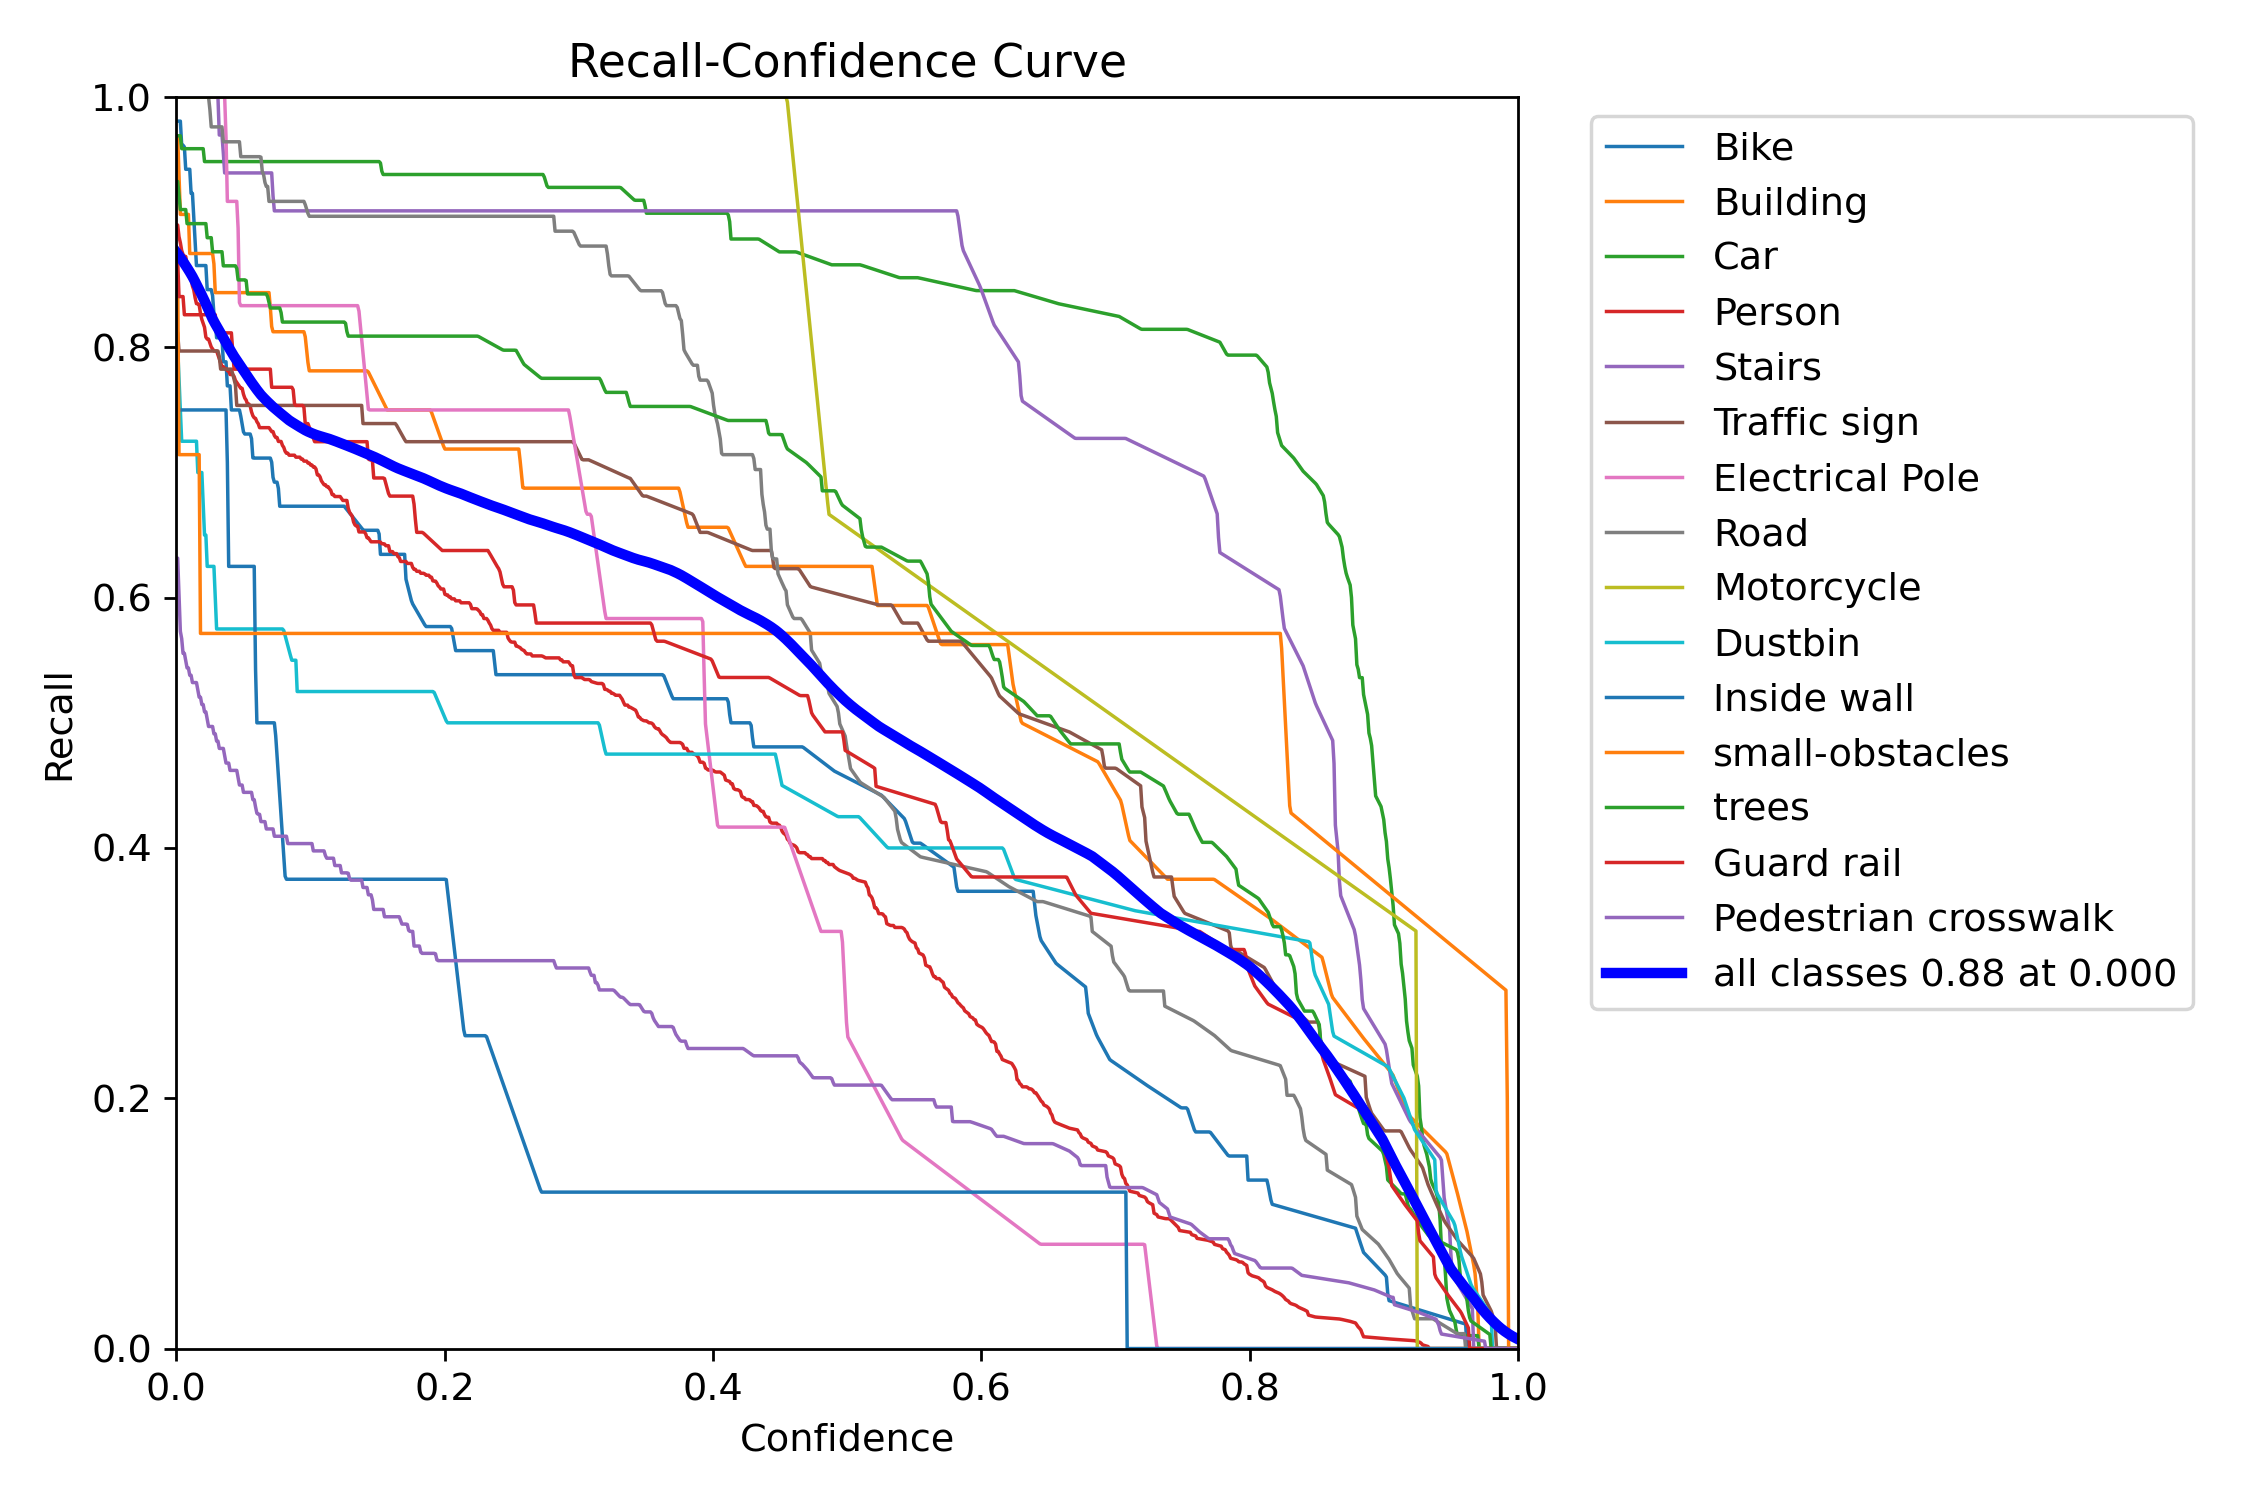 Recall-Confidence Curve
1.0
0.8
0.6
0.4
0.2
0.0
Recall
0.0 0.2 0.4 0.6 0.8 1.0
Confidence
Bike
Building
Car
Person
Stairs
Traffic sign
Electrical Pole
Road
Motorcycle
Dustbin
Inside wall
small-obstacles
trees
Guard rail
Pedestrian crosswalk
all classes 0.88 at 0.000